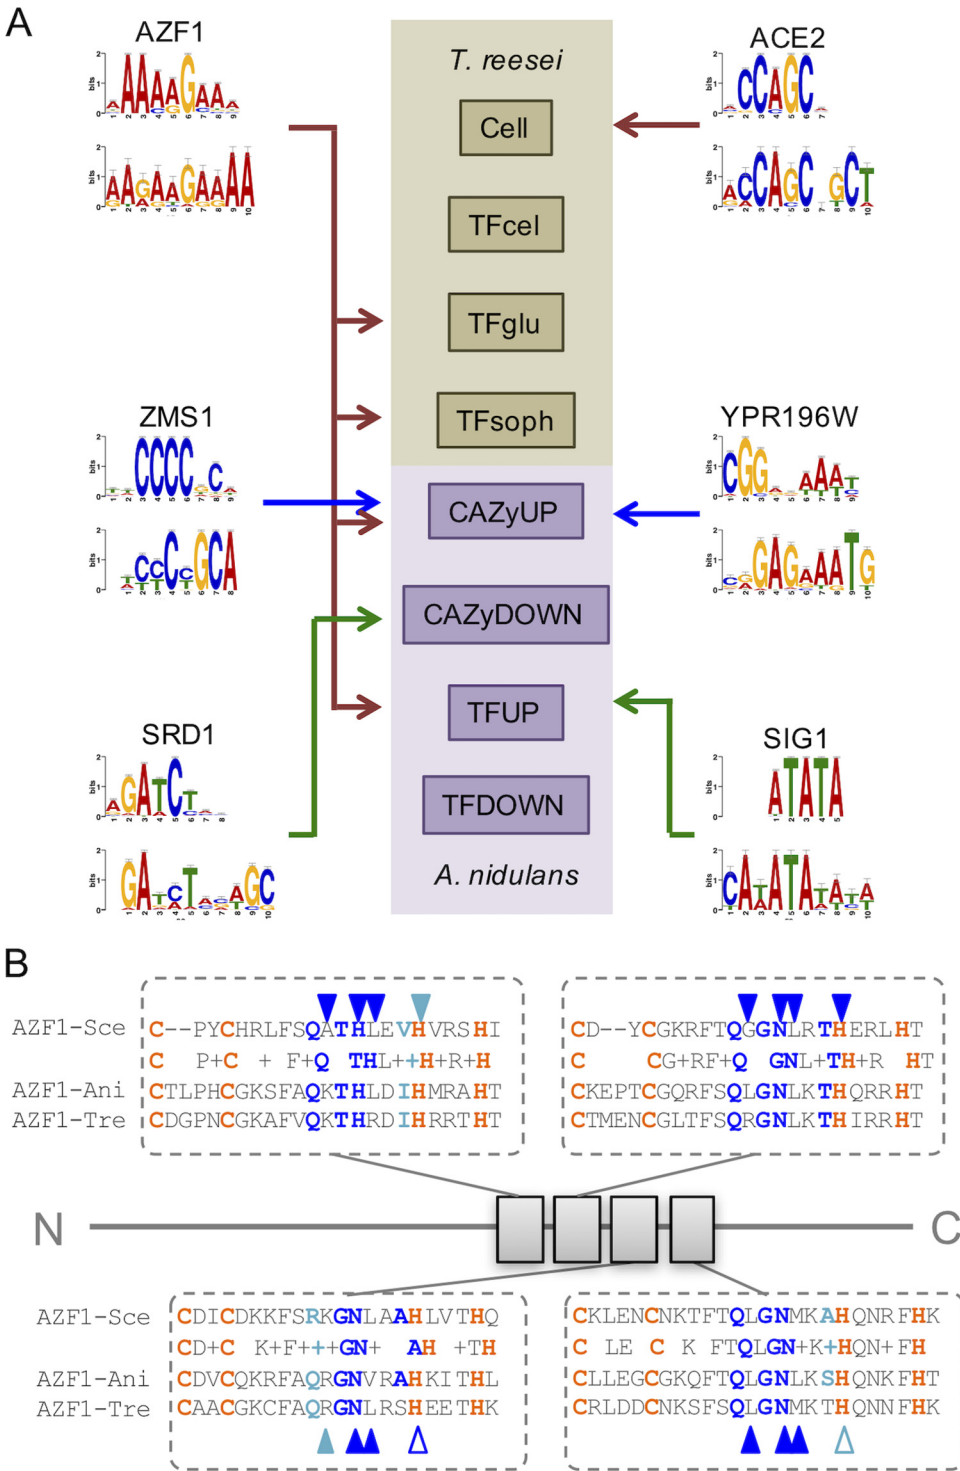 A
AZF1
ACE2
T. reesei
Cell
TFcel
TFglu
TFsoph
ZMS1
YPR196W
CAZyUP
CAZyDOWN
TFUP
TFDOWN
A. nidulans
SRD1
SIG1
bits
B
AZF1-Sce
C--PYCHRLFSQATHLEVHVRSHI
CD--YCGKRFTQGGNLRTHERLHT
C P+C + F+Q THL++H+R+H
C CG+RF+Q GNL+TH+R HT
AZF1-Ani
CTLPHCGKSFAQKTHLDIHMRAHT
CKEPTCGQRFSQLGNLKTHQRRHT
AZF1-Tre
CDGPNCGKAFVQKTHRDIHRRTHT
CTMENCGLTFSQRGNLKTHIRRHT
N
C
AZF1-Sce
CDICDKKFSRKGNLAAHLVTHQ
CKLENCNKTFTQLGNMKAHQNRFHK
CD+C K+F+++GN+ AH +TH
C LE C K FTQLGN+K+HQN+FH
AZF1-Ani
CDVCQKRFAQRGNVRAHKITHL
CLLEGCGKQFTQLGNLKSHQNKFHT
AZF1-Tre
CAACGKCFAQRGNLRSHEETHK
CRLDDCNKSFSQLGNMKTHQNNFHK